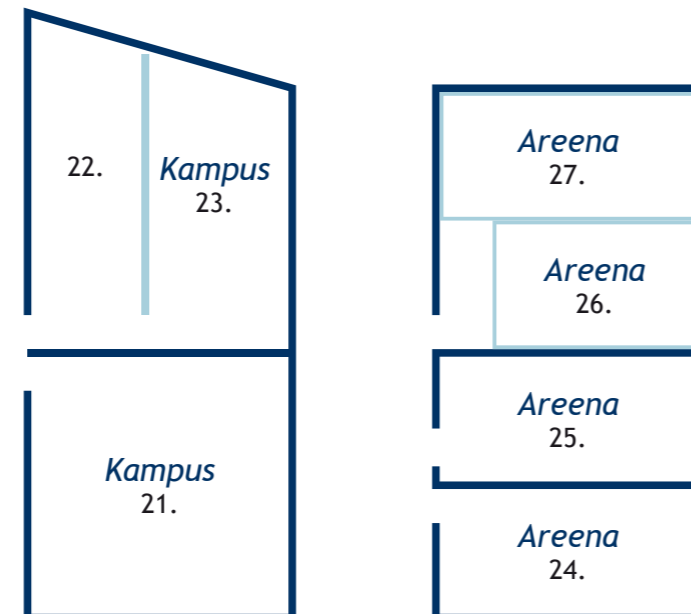 22.
Kampus
23.
Kampus
21.
Areena
27.
Areena
26.
Areena
25.
Areena
24.